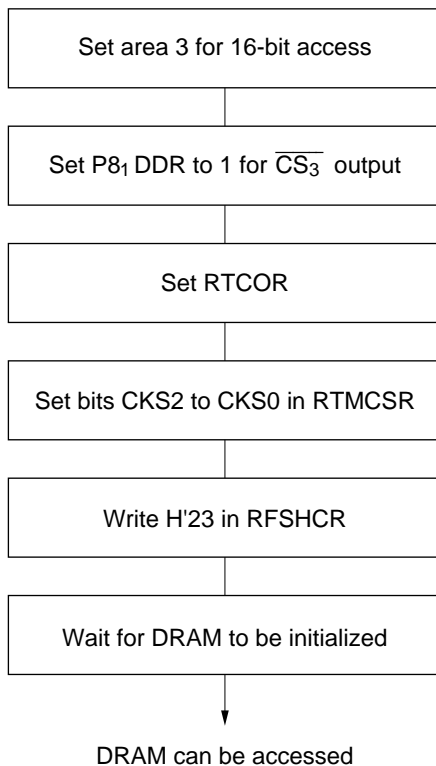 Set area 3 for 16-bit access
Set P8₁ DDR to 1 for C̅S̅₃̅ output
Set RTCOR
Set bits CKS2 to CKS0 in RTMCSR
Write H'23 in RFSHCR
Wait for DRAM to be initialized
DRAM can be accessed